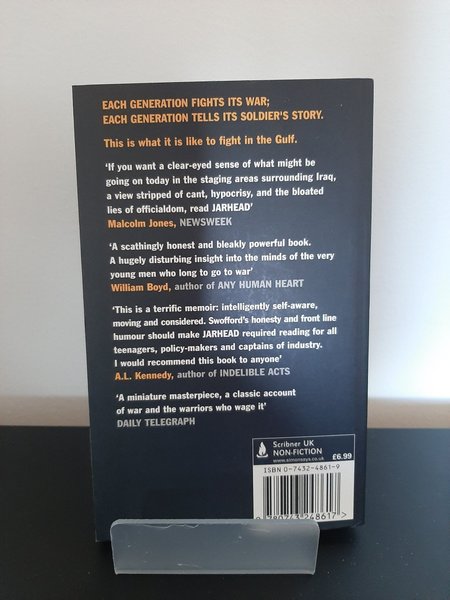 EACH GENERATION FIGHTS ITS WAR;
EACH GENERATION TELLS ITS SOLDIER'S STORY.
This is what it is like to fight in the Gulf.
‘If you want a clear-eyed sense of what might be
going on today in the staging areas surrounding Iraq,
a view stripped of cant, hypocrisy, and the bloated
lies of officialdom, read JARHEAD’
Malcolm Jones, NEWSWEEK
‘A scathingly honest and bleakly powerful book.
A hugely disturbing insight into the minds of the very
young men who long to go to war’
William Boyd, author of ANY HUMAN HEART
‘This is a terrific memoir: intelligently self-aware,
moving and considered. Swofford's honesty and front line
humour should make JARHEAD required reading for all
teenagers, policy-makers and captains of industry.
I would recommend this book to anyone’
A.L. Kennedy, author of INDELIBLE ACTS
‘A miniature masterpiece, a classic account
of war and the warriors who wage it’
DAILY TELEGRAPH
Scribner UK
NON-FICTION
www.simonsays.co.uk
£6.99
ISBN 0-7432-4861-9
9 780743 248617 >